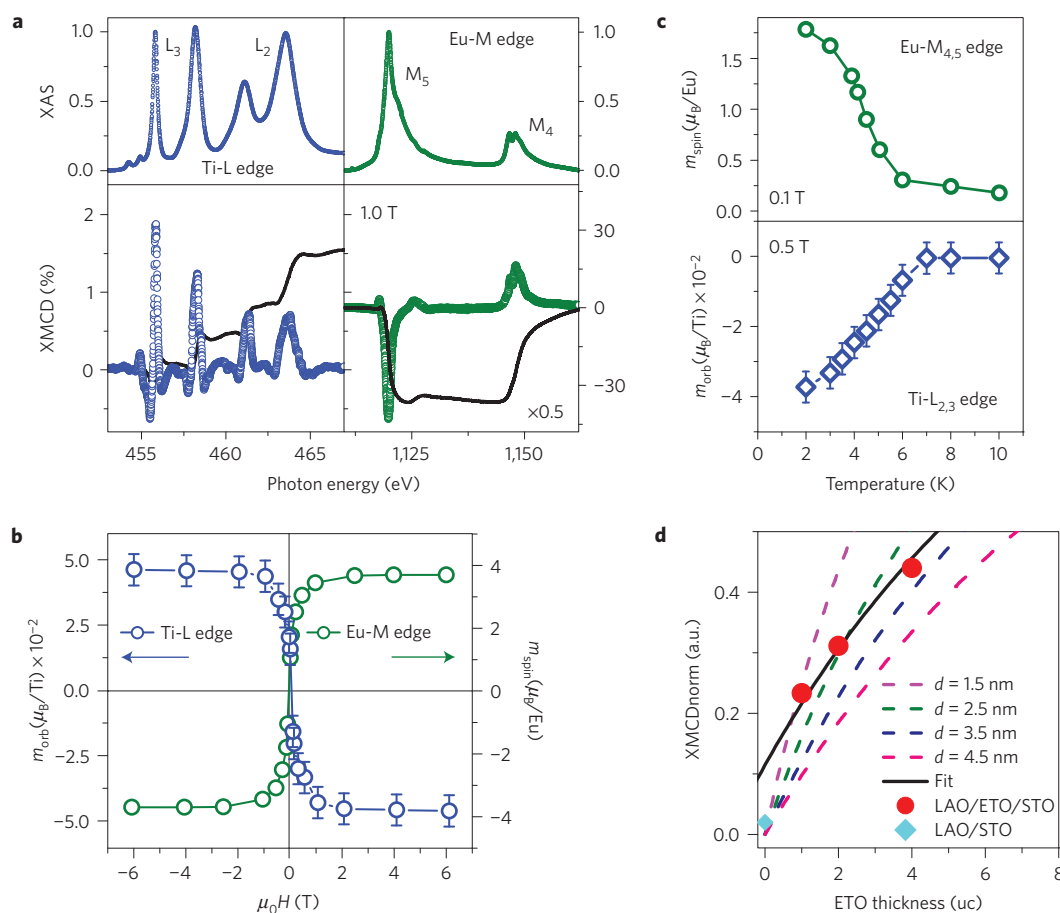 a
XAS
1.0
0.5
0.0
L3
L2
Ti-L edge
Eu-M edge
M5
M4
1.0
0.5
0.0
XMCD (%)
2
1
0
1.0 T
×0.5
30
0
−30
455
460
465
1,125
1,150
Photon energy (eV)
b
morb(μB/Ti) × 10−2
5.0
2.5
0.0
−2.5
−5.0
Ti-L edge
Eu-M edge
4
2
0
−2
−4
mspin(μB/Eu)
−6
−4
−2
0
2
4
6
μ0H (T)
c
mspin(μB/Eu)
1.5
1.0
0.5
0.0
Eu-M4,5 edge
0.1 T
morb(μB/Ti) × 10−2
0
−2
−4
0.5 T
Ti-L2,3 edge
0
2
4
6
8
10
Temperature (K)
d
XMCDnorm (a.u.)
0.4
0.2
0.0
d = 1.5 nm
d = 2.5 nm
d = 3.5 nm
d = 4.5 nm
Fit
LAO/ETO/STO
LAO/STO
0
2
4
6
8
ETO thickness (uc)